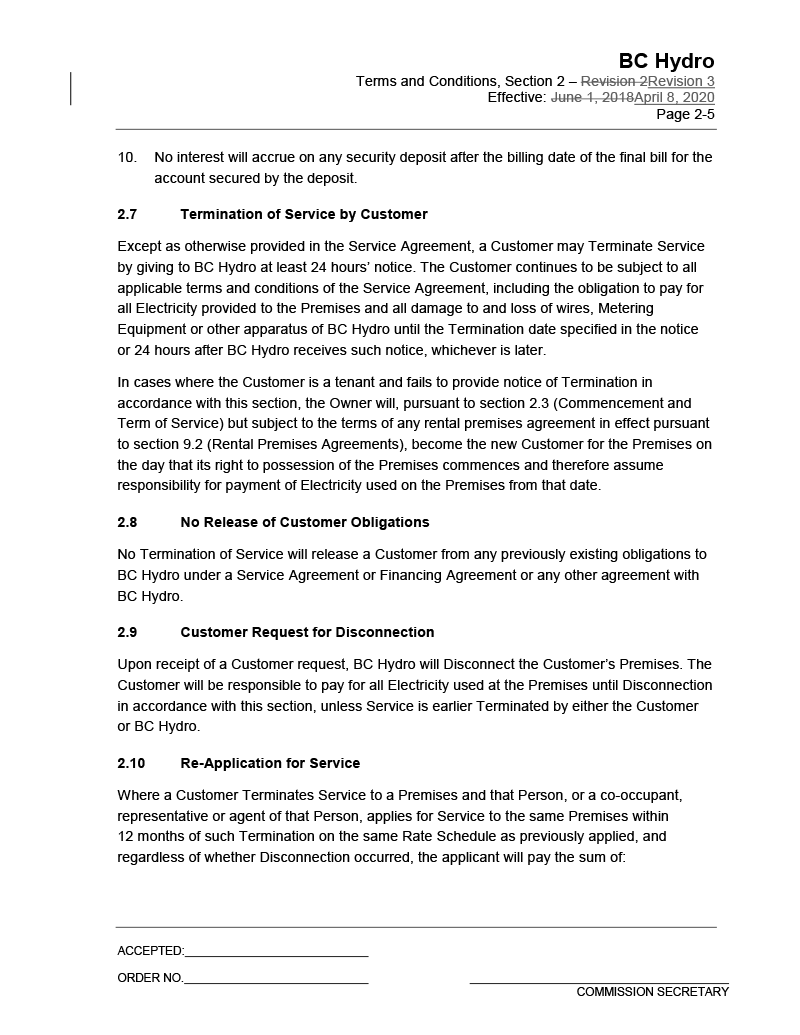 BC Hydro
Terms and Conditions, Section 2 – Revision 2Revision 3
Effective: June 1, 2018April 8, 2020
Page 2-5
10. No interest will accrue on any security deposit after the billing date of the final bill for the
account secured by the deposit.
2.7 Termination of Service by Customer
Except as otherwise provided in the Service Agreement, a Customer may Terminate Service
by giving to BC Hydro at least 24 hours’ notice. The Customer continues to be subject to all
applicable terms and conditions of the Service Agreement, including the obligation to pay for
all Electricity provided to the Premises and all damage to and loss of wires, Metering
Equipment or other apparatus of BC Hydro until the Termination date specified in the notice
or 24 hours after BC Hydro receives such notice, whichever is later.
In cases where the Customer is a tenant and fails to provide notice of Termination in
accordance with this section, the Owner will, pursuant to section 2.3 (Commencement and
Term of Service) but subject to the terms of any rental premises agreement in effect pursuant
to section 9.2 (Rental Premises Agreements), become the new Customer for the Premises on
the day that its right to possession of the Premises commences and therefore assume
responsibility for payment of Electricity used on the Premises from that date.
2.8 No Release of Customer Obligations
No Termination of Service will release a Customer from any previously existing obligations to
BC Hydro under a Service Agreement or Financing Agreement or any other agreement with
BC Hydro.
2.9 Customer Request for Disconnection
Upon receipt of a Customer request, BC Hydro will Disconnect the Customer’s Premises. The
Customer will be responsible to pay for all Electricity used at the Premises until Disconnection
in accordance with this section, unless Service is earlier Terminated by either the Customer
or BC Hydro.
2.10 Re-Application for Service
Where a Customer Terminates Service to a Premises and that Person, or a co-occupant,
representative or agent of that Person, applies for Service to the same Premises within
12 months of such Termination on the same Rate Schedule as previously applied, and
regardless of whether Disconnection occurred, the applicant will pay the sum of:
ACCEPTED:
ORDER NO.
COMMISSION SECRETARY